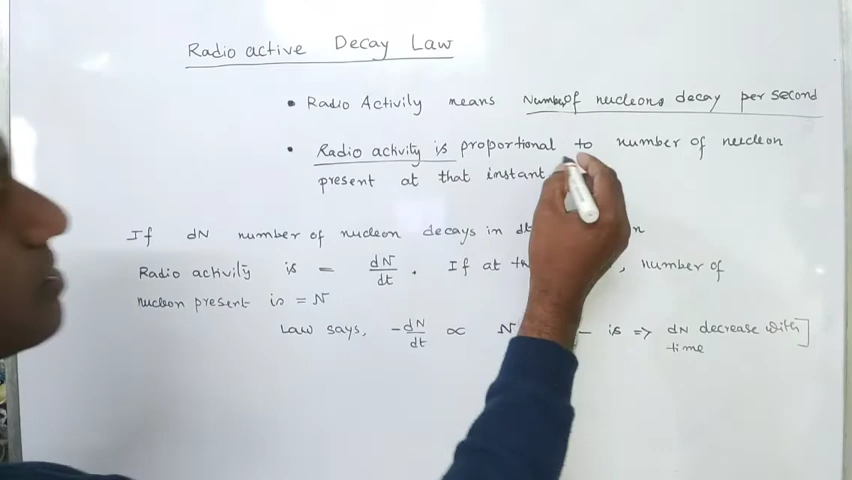 Radio active Decay Law
• Radio Activity means Number of nucleons decay per second
• Radio activity is proportional to number of nucleon
present at that instant
If dN number of nucleon decays in dt
Radio activity is = dN/dt . If at , number of
nucleon present is = N
Law says, -dN/dt ∝ N - is => dN decrease with]
time